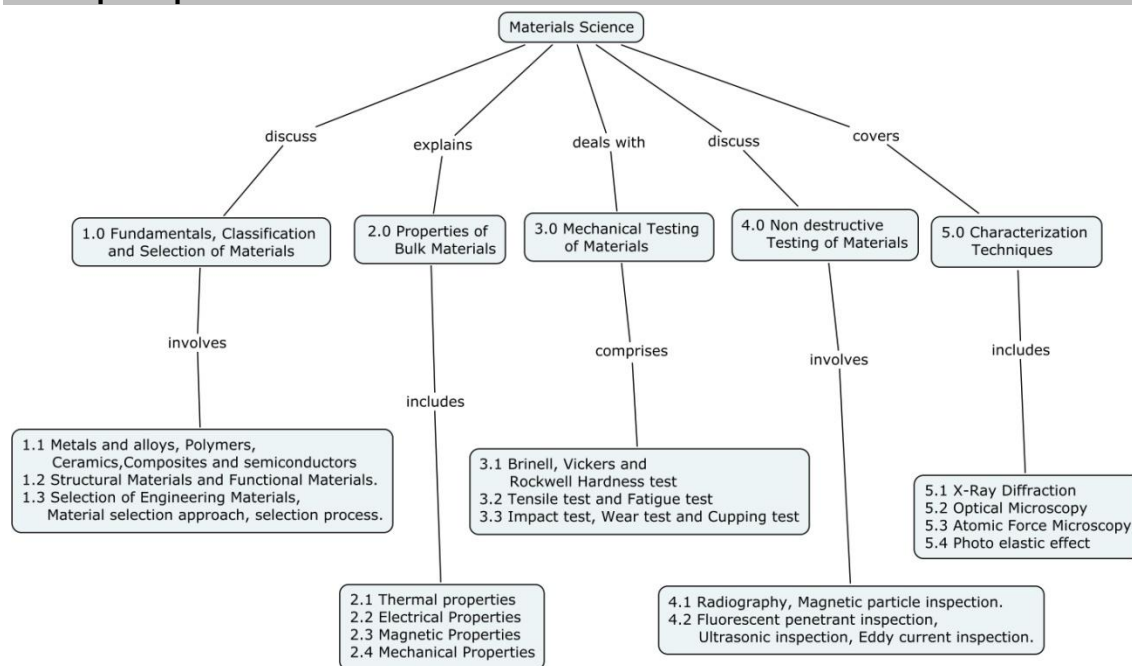 Materials Science
discuss
explains
deals with
discuss
covers
1.0 Fundamentals, Classification
and Selection of Materials
2.0 Properties of
Bulk Materials
3.0 Mechanical Testing
of Materials
4.0 Non destructive
Testing of Materials
5.0 Characterization
Techniques
involves
includes
comprises
involves
includes
1.1 Metals and alloys, Polymers,
Ceramics,Composites and semiconductors
1.2 Structural Materials and Functional Materials.
1.3 Selection of Engineering Materials,
Material selection approach, selection process.
2.1 Thermal properties
2.2 Electrical Properties
2.3 Magnetic Properties
2.4 Mechanical Properties
3.1 Brinell, Vickers and
Rockwell Hardness test
3.2 Tensile test and Fatigue test
3.3 Impact test, Wear test and Cupping test
4.1 Radiography, Magnetic particle inspection.
4.2 Fluorescent penetrant inspection,
Ultrasonic inspection, Eddy current inspection.
5.1 X-Ray Diffraction
5.2 Optical Microscopy
5.3 Atomic Force Microscopy
5.4 Photo elastic effect